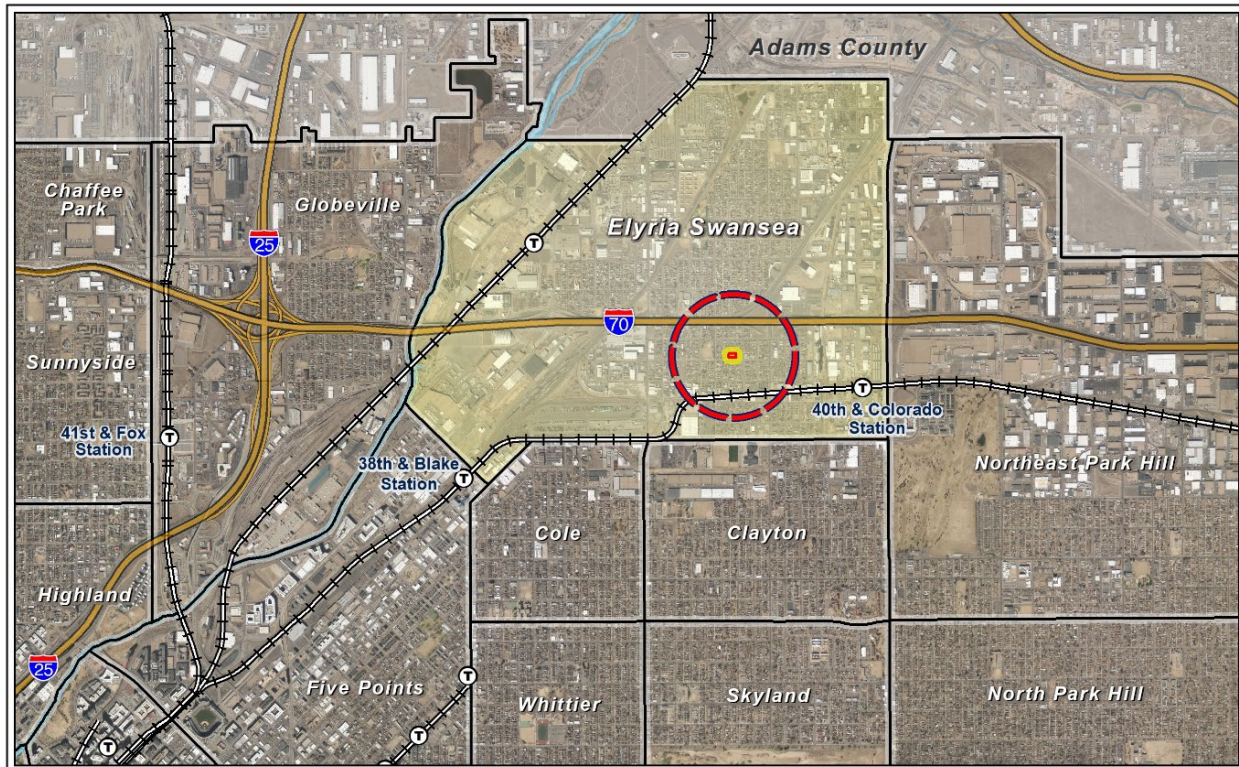 Adams County
Chaffee
Park
Globeville
Elyria Swansea
25
70
Sunnyside
41st & Fox
Station
40th & Colorado
Station
38th & Blake
Station
Northeast Park Hill
Cole
Clayton
Highland
25
Five Points
Whittier
Skyland
North Park Hill
T
T
T
T
T
T
T